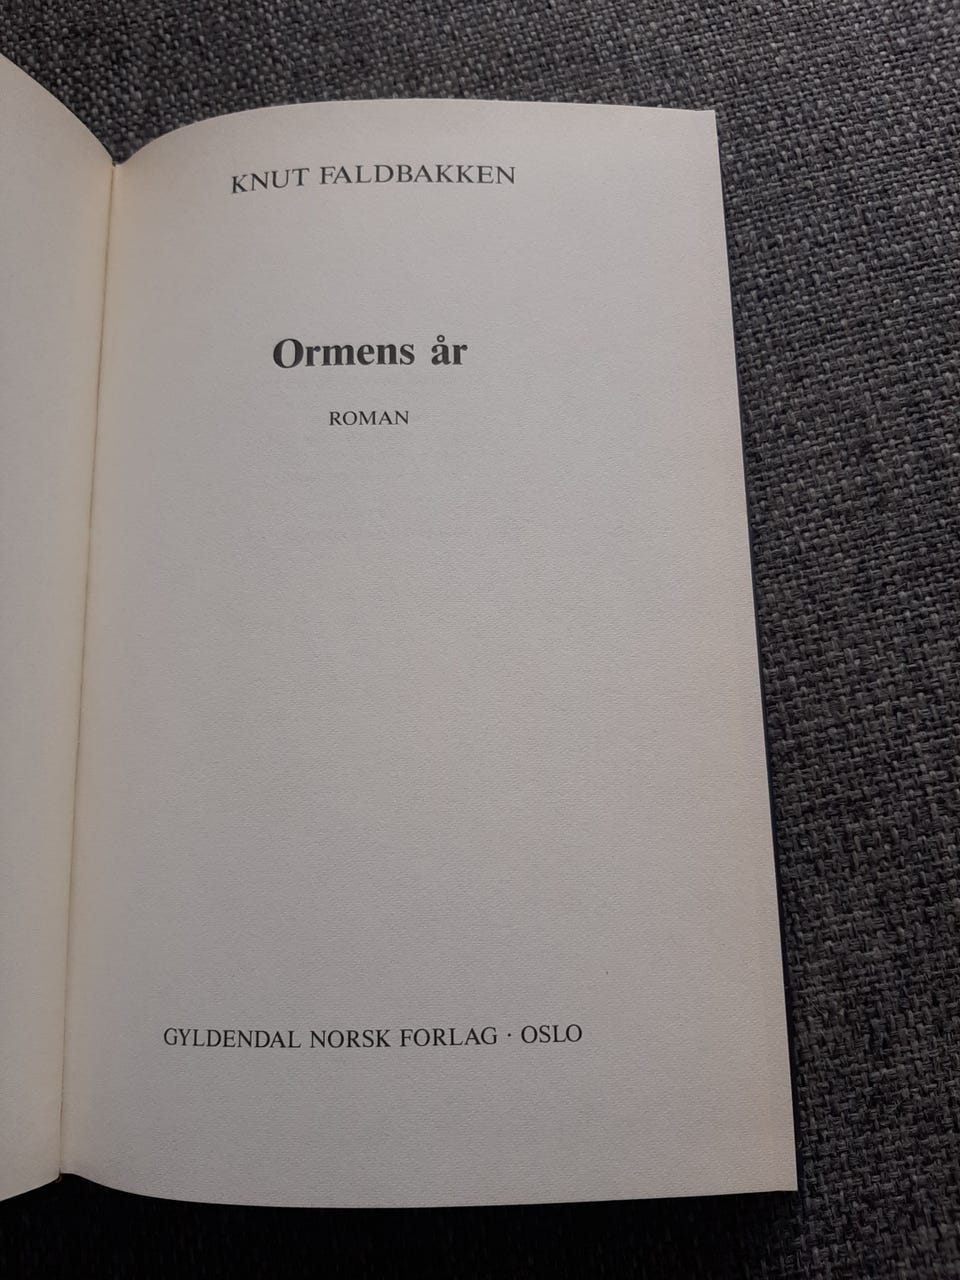 KNUT FALDBAKKEN
Ormens år
ROMAN
GYLDENDAL NORSK FORLAG · OSLO